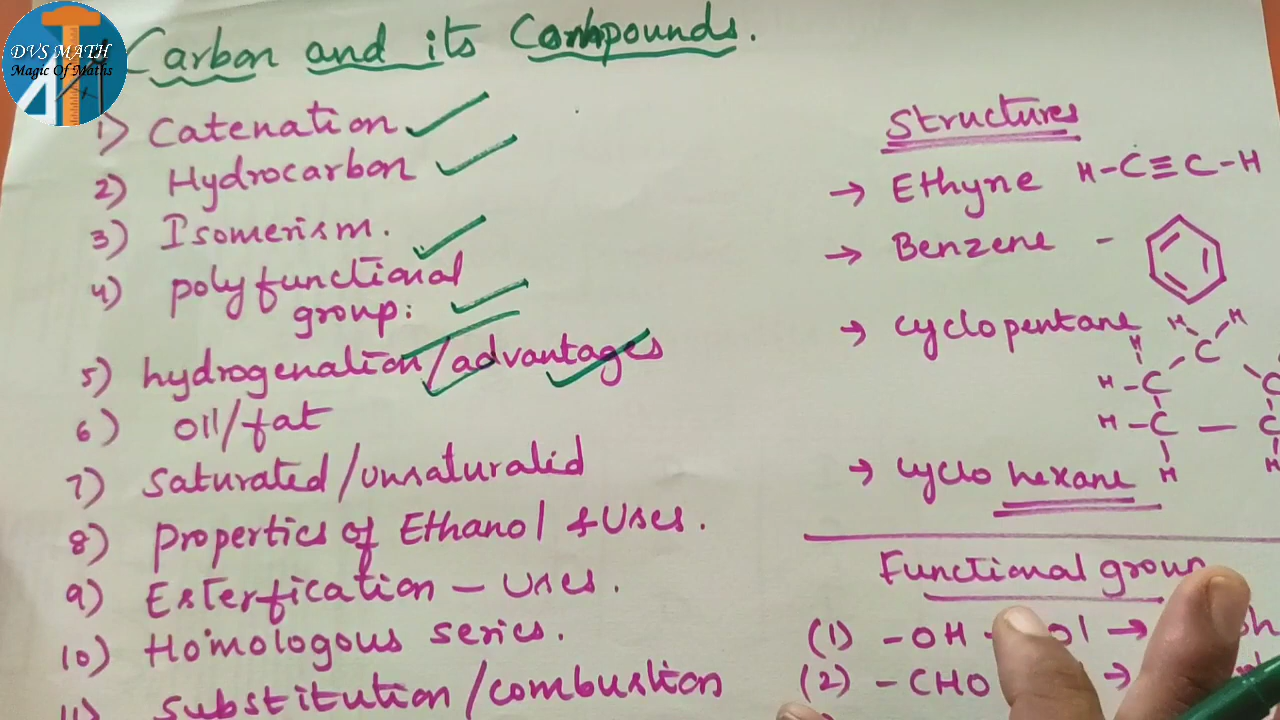 DVS MATH
Magic Of Maths
Carbon and its Compounds.
1) Catenation
2) Hydrocarbon
3) Isomerism.
4) polyfunctional
group:
5) hydrogenation/advantages
6) oil/fat
7) saturated/unsaturated
8) properties of Ethanol & Uses.
9) Esterfication - uses.
10) Homologous series.
11) substitution/combustion
Structures
→ Ethyne H-C≡C-H
→ Benzene -
→ cyclopentane
H H
H C
H-C C
H-C - C
H H
→ cyclo hexane
Functional group
(1) -OH - ol →
(2) -CHO →